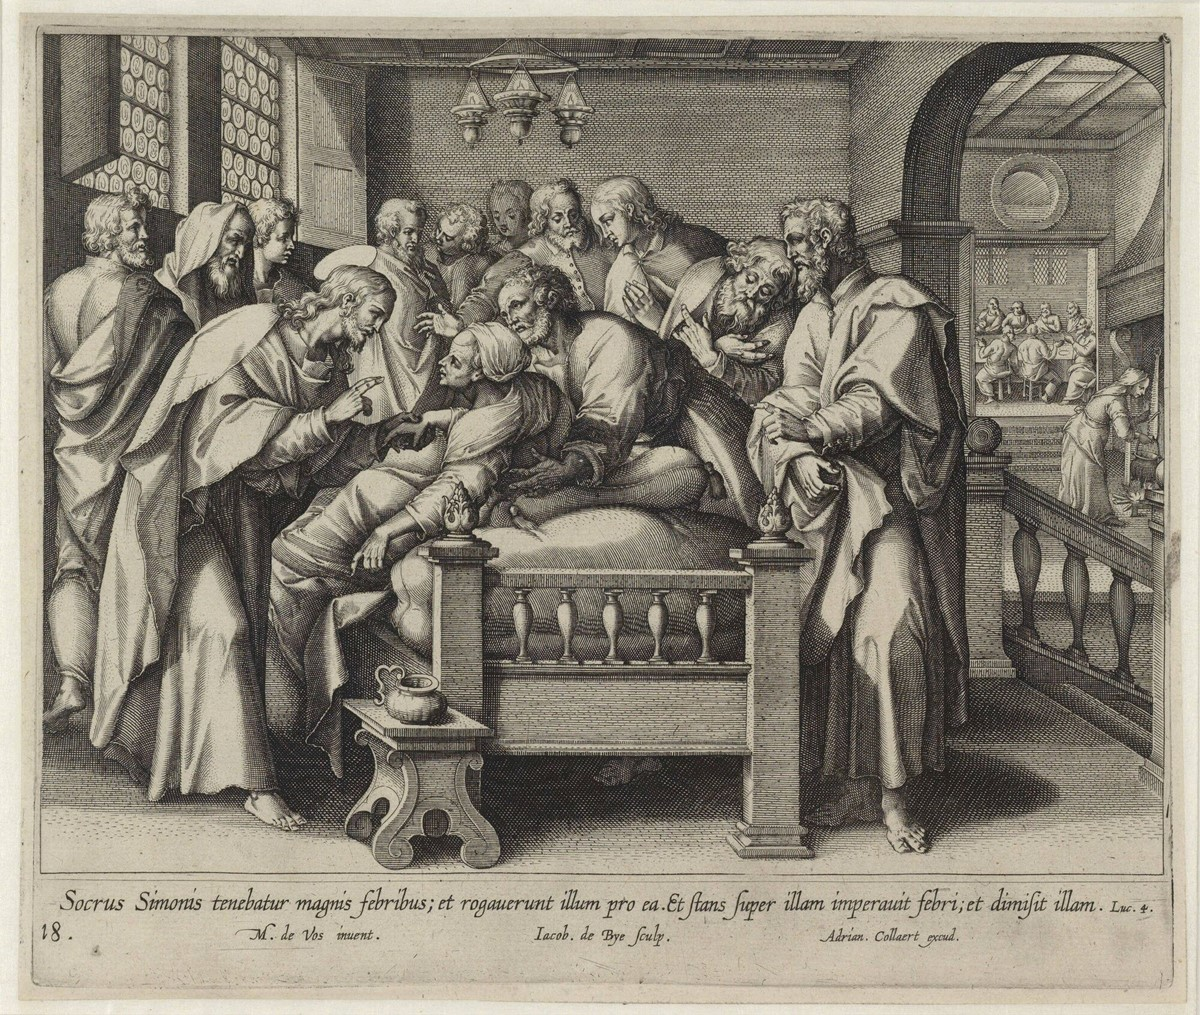 Socrus Simonis tenebatur magnis febribus; et rogauerunt illum pro ea. Et ſtans ſuper illam imperauit febri; et dimiſit illam. Luc. 4.
18. M. de Vos inuent. Iacob. de Bye ſculp. Adrian. Collaert excud.